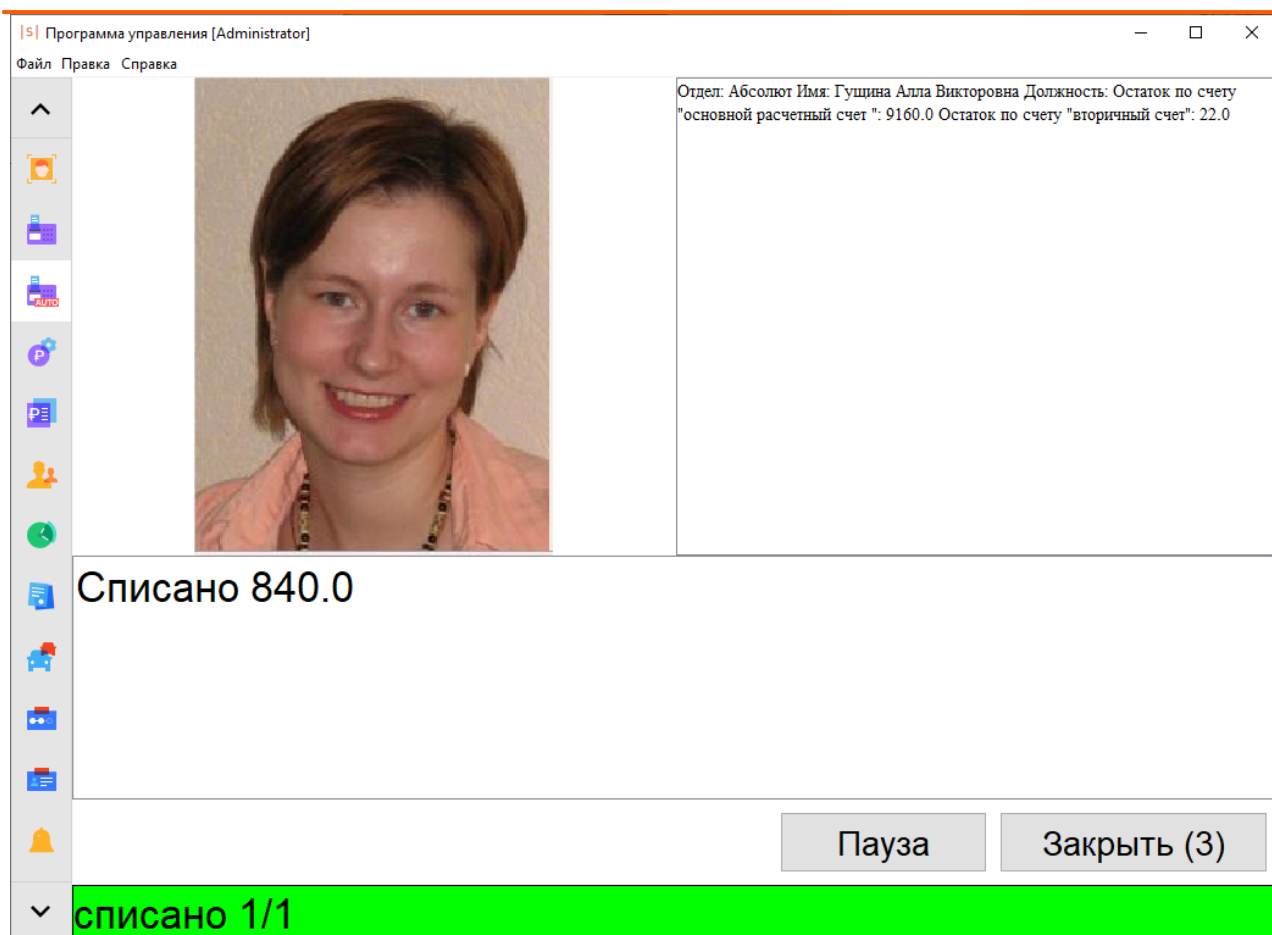 |S| Программа управления [Administrator]
Файл Правка Справка
Отдел: Абсолют Имя: Гущина Алла Викторовна Должность: Остаток по счету
"основной расчетный счет ": 9160.0 Остаток по счету "вторичный счет": 22.0
AUTO
Списано 840.0
Пауза
Закрыть (3)
списано 1/1